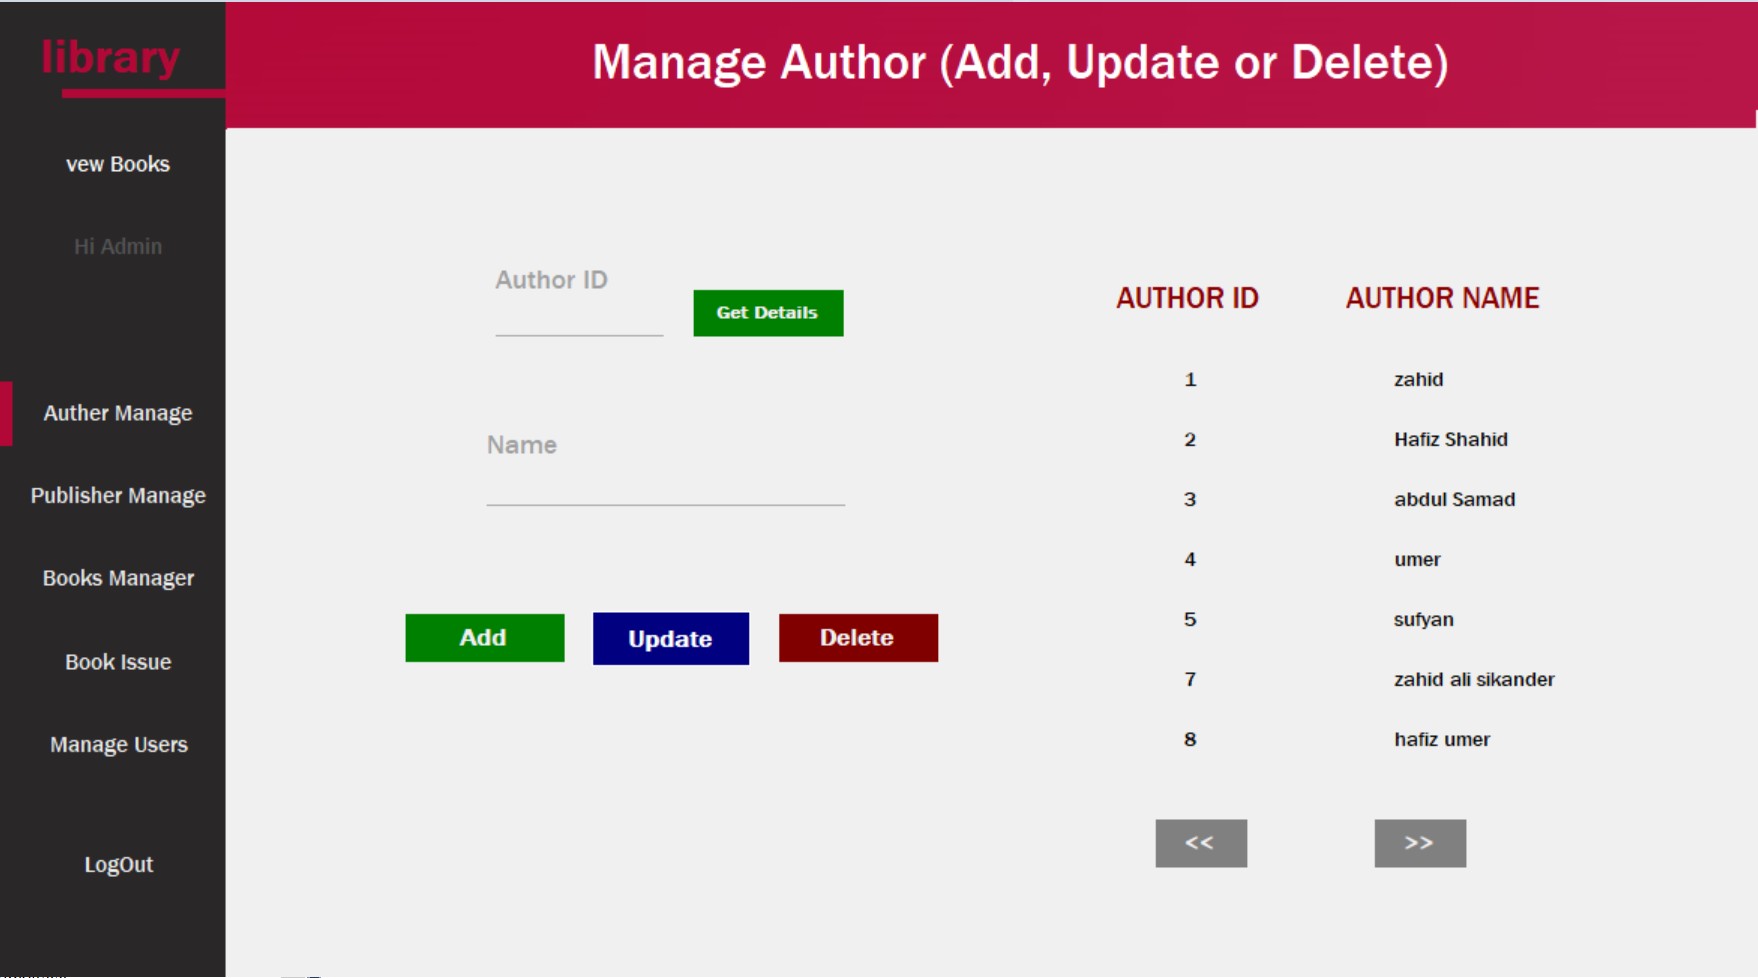 library
Manage Author (Add, Update or Delete)
vew Books
Hi Admin
Auther Manage
Publisher Manage
Books Manager
Book Issue
Manage Users
LogOut
Author ID
Get Details
Name
Add Update Delete
AUTHOR ID AUTHOR NAME
1 zahid
2 Hafiz Shahid
3 abdul Samad
4 umer
5 sufyan
7 zahid ali sikander
8 hafiz umer
<< >>